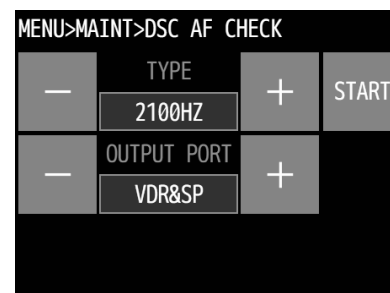 MENU>MAINT>DSC AF CHECK
— TYPE + START
2100HZ
— OUTPUT PORT +
VDR&SP